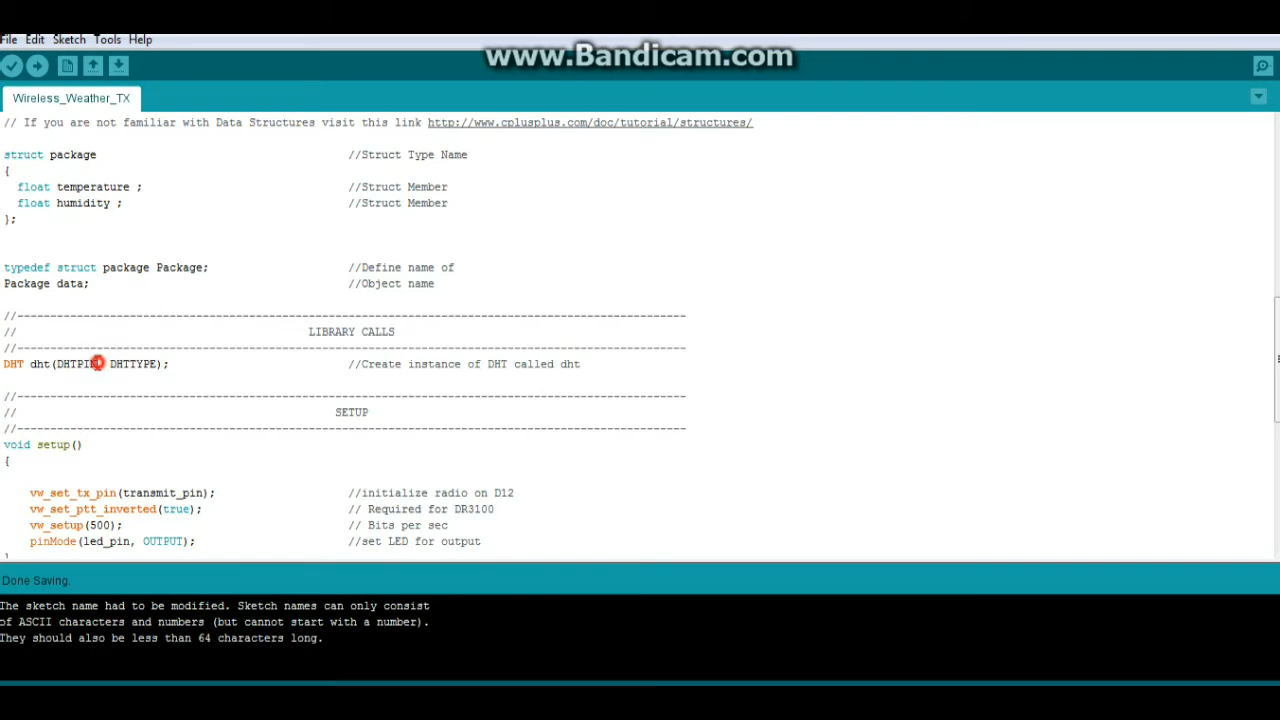 www.Bandicam.com
File Edit Sketch Tools Help
Wireless_Weather_TX
// If you are not familiar with Data Structures visit this link http://www.cplusplus.com/doc/tutorial/structures/
struct package //Struct Type Name
{
float temperature ; //Struct Member
float humidity ; //Struct Member
};
typedef struct package Package; //Define name of
Package data; //Object name
//-----------------------------------------------------------------------------------------------------
// LIBRARY CALLS
//-----------------------------------------------------------------------------------------------------
DHT dht( DHTTYPE); //Create instance of DHT called dht
//-----------------------------------------------------------------------------------------------------
// SETUP
//-----------------------------------------------------------------------------------------------------
void setup()
{
vw_set_tx_pin(transmit_pin); //initialize radio on D12
vw_set_ptt_inverted(true); // Required for DR3100
vw_setup(500); // Bits per sec
pinMode(led_pin, OUTPUT); //set LED for output
Done Saving.
The sketch name had to be modified. Sketch names can only consist
of ASCII characters and numbers (but cannot start with a number).
They should also be less than 64 characters long.